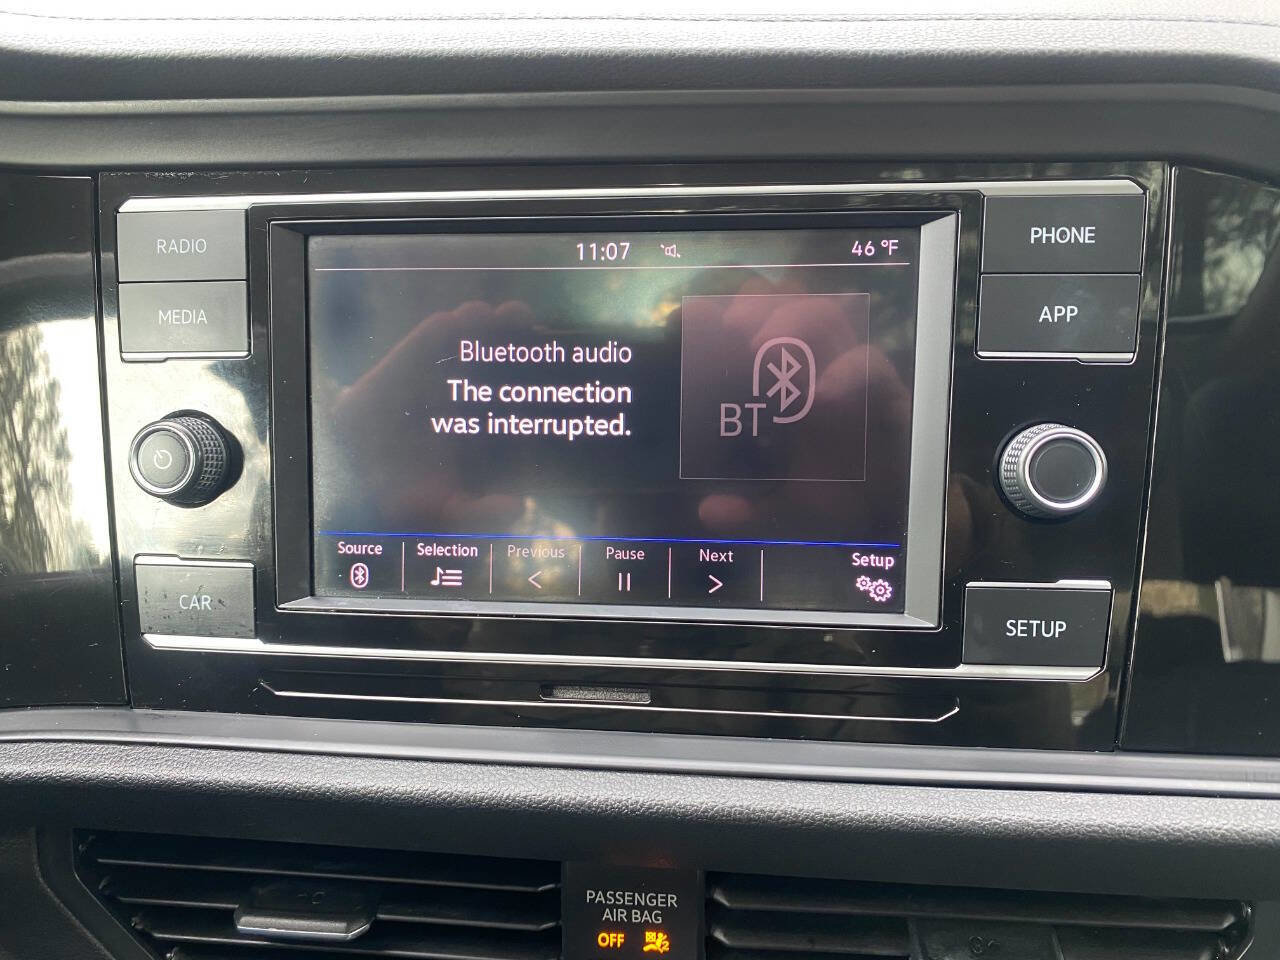 RADIO
MEDIA
CAR
11:07
46 °F
Bluetooth audio
The connection
was interrupted.
BT
Source
Selection
Previous
Pause
Next
Setup
PHONE
APP
SETUP
PASSENGER
AIR BAG
OFF
2